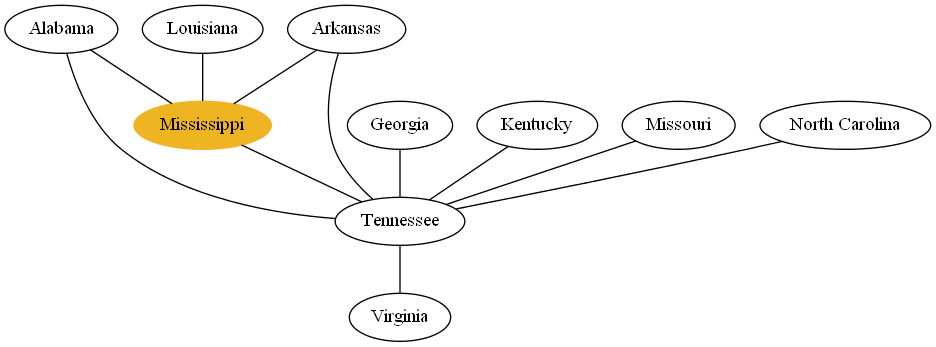 Alabama
Louisiana
Arkansas
Mississippi
Georgia
Kentucky
Missouri
North Carolina
Tennessee
Virginia